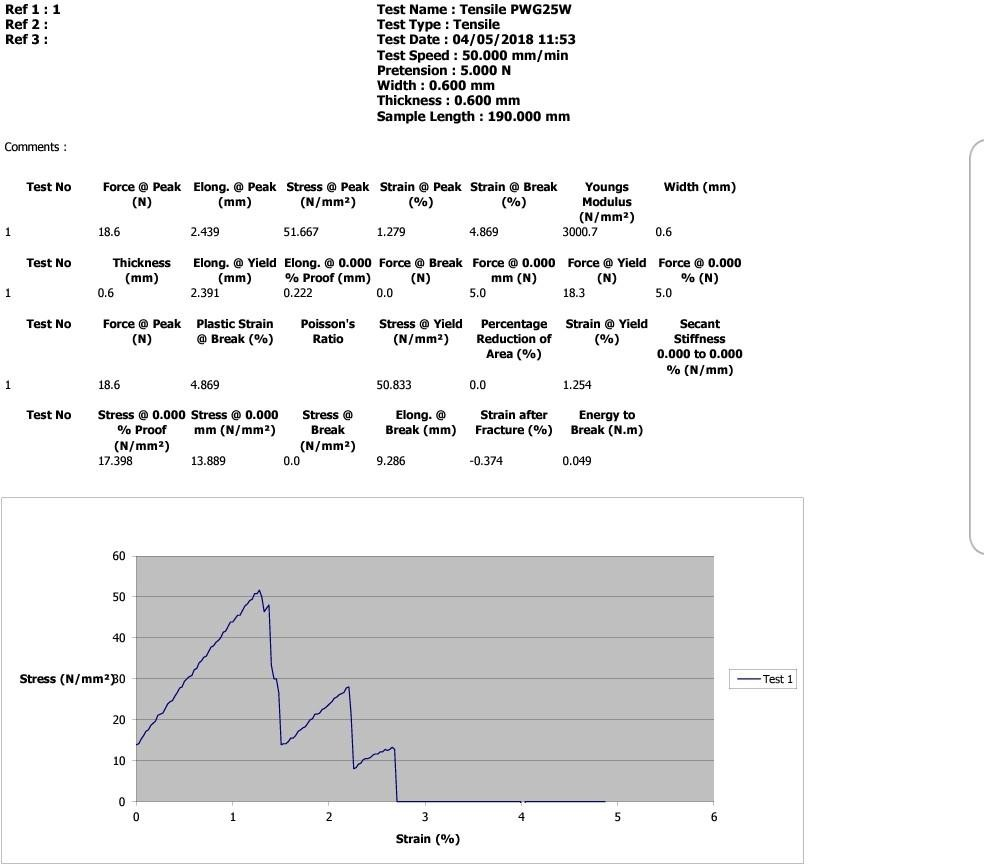 Ref 1 : 1
Ref 2 :
Ref 3 :
Test Name : Tensile PWG25W
Test Type : Tensile
Test Date : 04/05/2018 11:53
Test Speed : 50.000 mm/min
Pretension : 5.000 N
Width : 0.600 mm
Thickness : 0.600 mm
Sample Length : 190.000 mm
Comments :
Test No Force @ Peak Elong. @ Peak Stress @ Peak Strain @ Peak Strain @ Break Youngs Width (mm)
(N) (mm) (N/mm²) (%) (%) Modulus
(N/mm²)
1 18.6 2.439 51.667 1.279 4.869 3000.7 0.6
Test No Thickness Elong. @ Yield Elong. @ 0.000 Force @ Break Force @ 0.000 Force @ Yield Force @ 0.000
(mm) (mm) % Proof (mm) (N) mm (N) (N) % (N)
1 0.6 2.391 0.222 0.0 5.0 18.3 5.0
Test No Force @ Peak Plastic Strain Poisson's Stress @ Yield Percentage Strain @ Yield Secant
(N) @ Break (%) Ratio (N/mm²) Reduction of (%) Stiffness
Area (%) 0.000 to 0.000
% (N/mm)
1 18.6 4.869 50.833 0.0 1.254
Test No Stress @ 0.000 Stress @ 0.000 Stress @ Elong. @ Strain after Energy to
% Proof mm (N/mm²) Break Break (mm) Fracture (%) Break (N.m)
(N/mm²) (N/mm²)
17.398 13.889 0.0 9.286 -0.374 0.049
60
50
40
Stress (N/mm²) 30
20
10
0
0 1 2 3 4 5 6
Strain (%)
Test 1